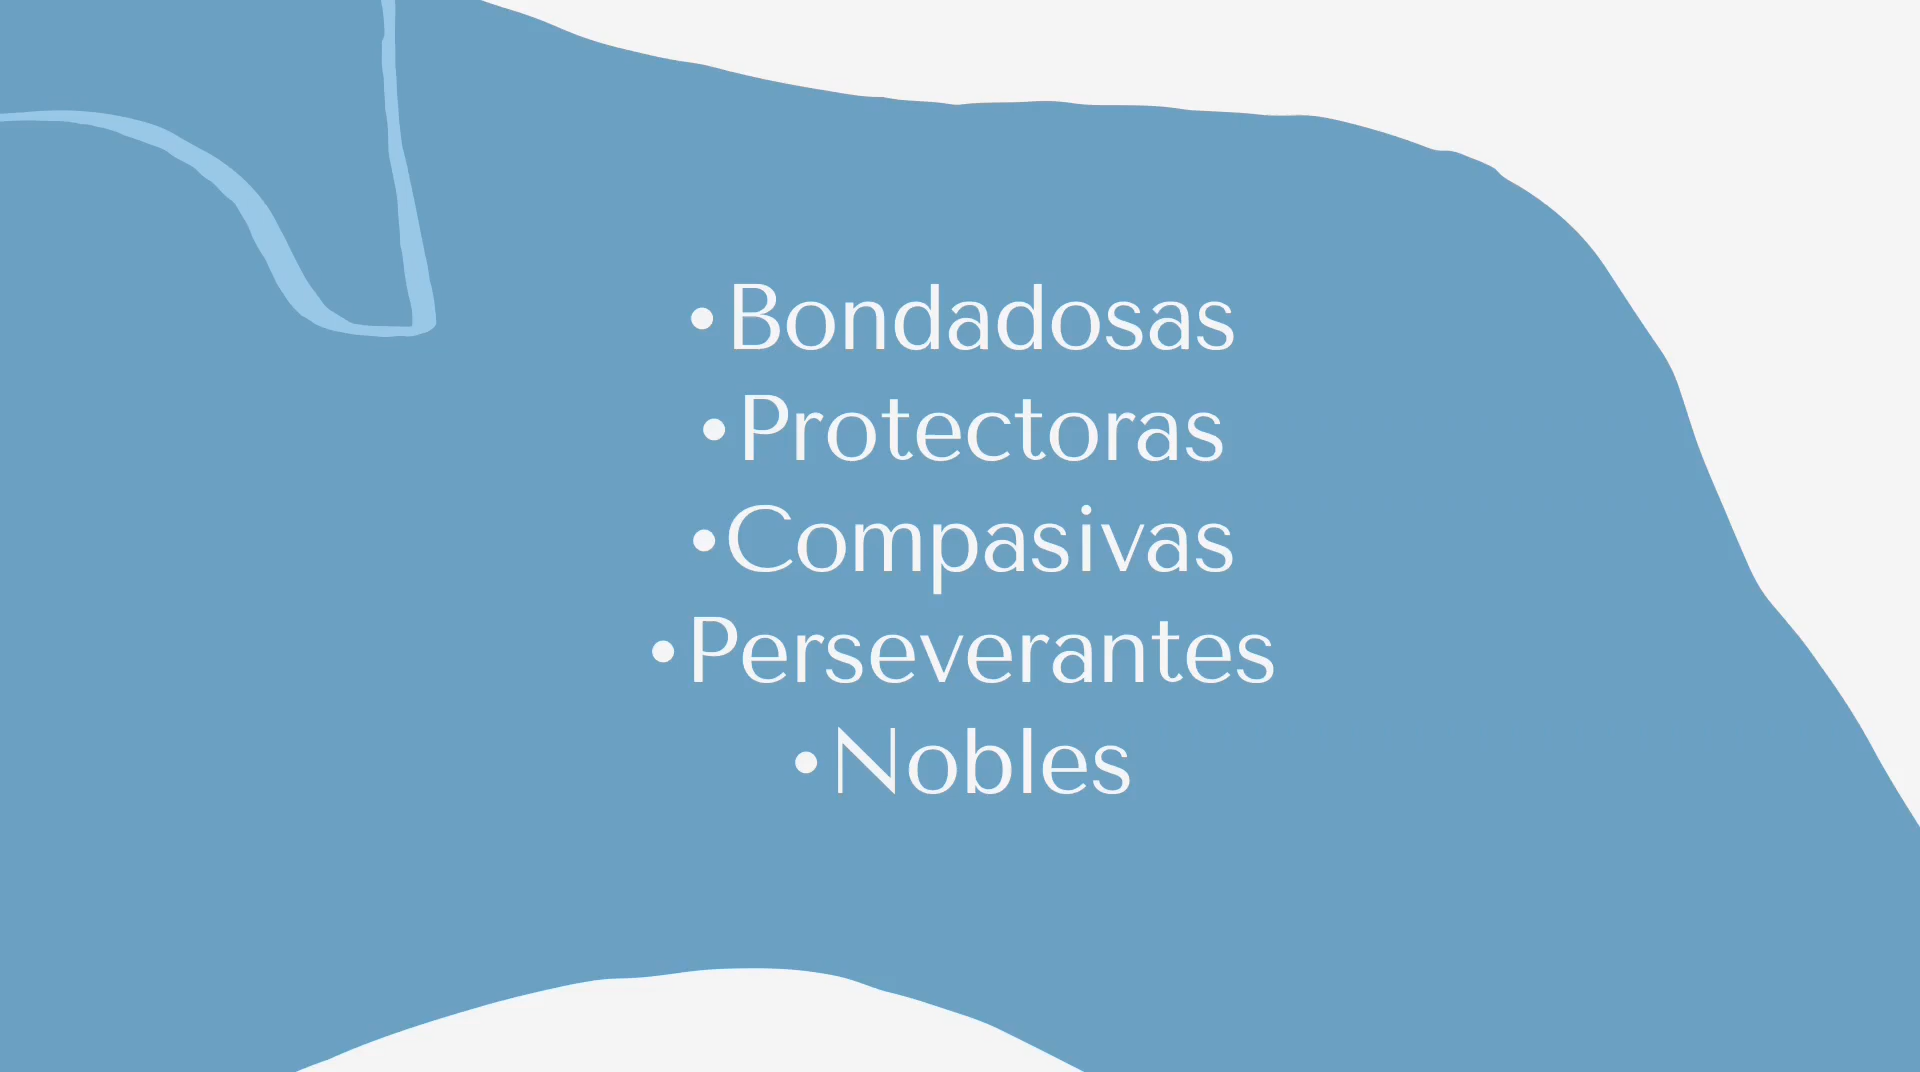 •Bondadosas
•Protectoras
•Compasivas
•Perseverantes
•Nobles